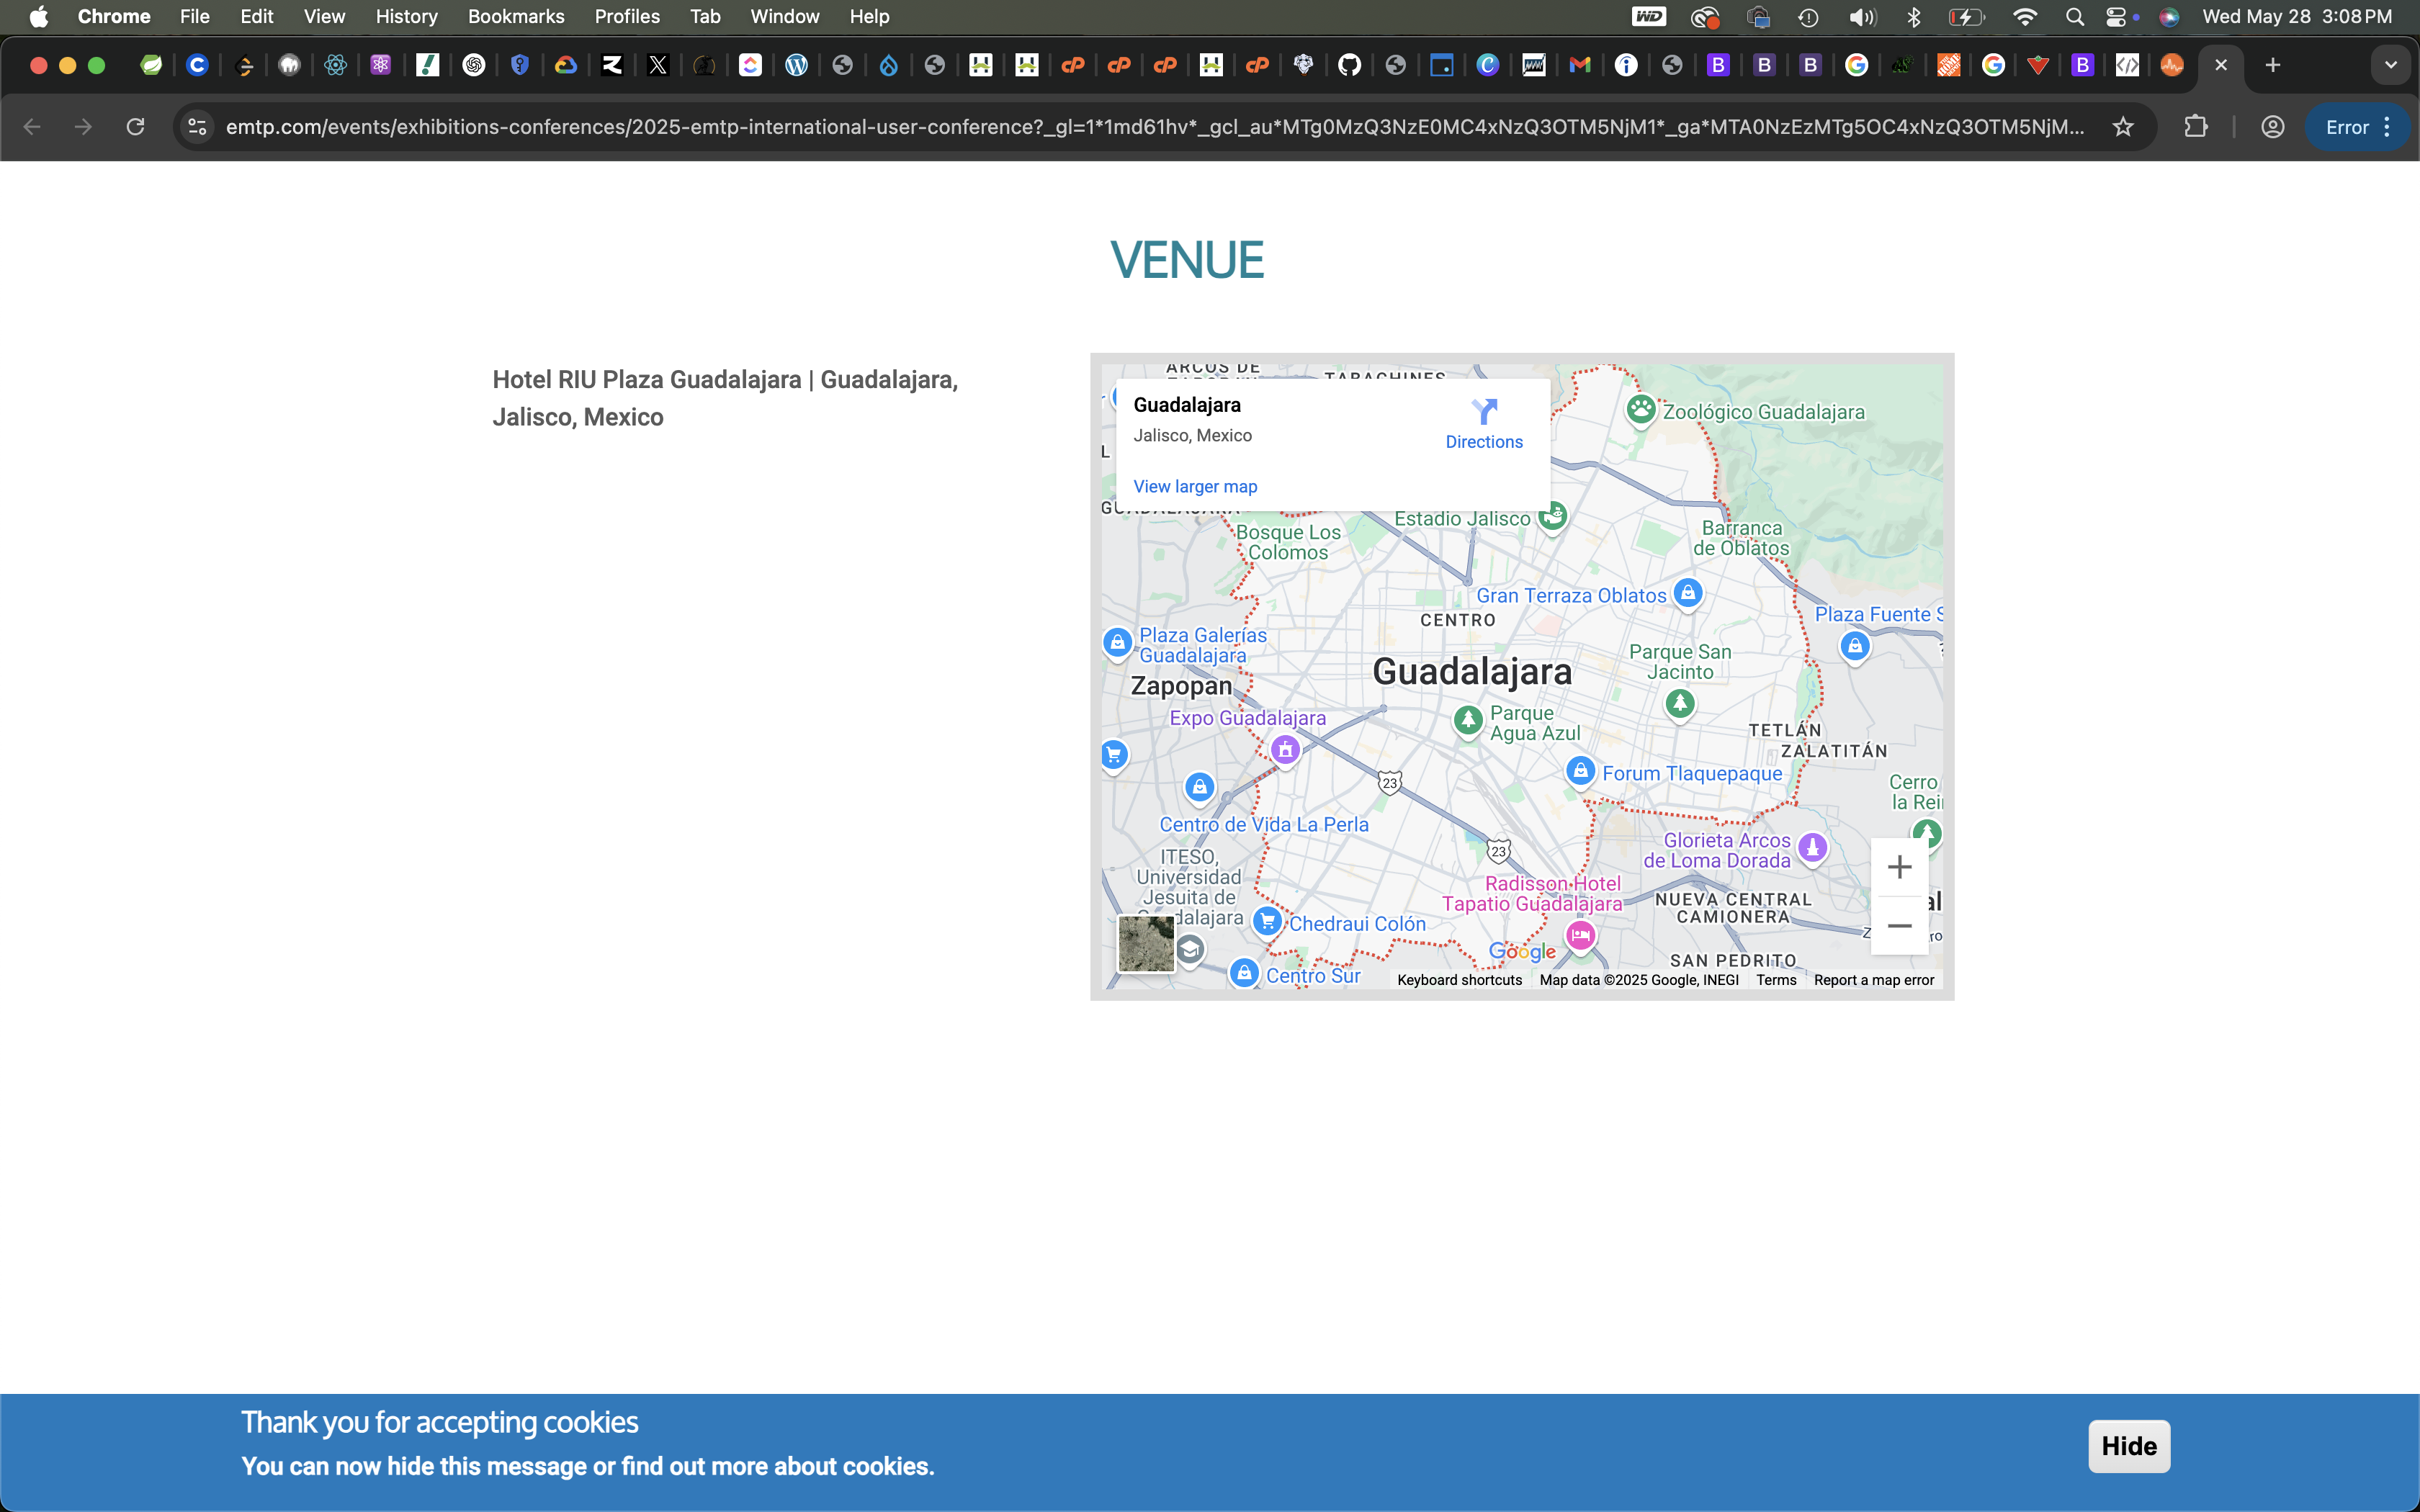 Chrome File Edit View History Bookmarks Profiles Tab Window Help
Wed May 28 3:08 PM
emtp.com/events/exhibitions-conferences/2025-emtp-international-user-conference?_gl=1*1md61hv*_gcl_au*MTg0MzQ3NzE0MC4xNzQ3OTM5NjM1*_ga*MTA0NzEzMTg5OC4xNzQ3OTM5NjM...
Error
VENUE
Hotel RIU Plaza Guadalajara | Guadalajara,
Jalisco, Mexico
ARCOS DE
TABACHINES
Guadalajara
Jalisco, Mexico
Directions
View larger map
Zoológico Guadalajara
Estadio Jalisco
Bosque Los
Colomos
Barranca
de Oblatos
Gran Terraza Oblatos
CENTRO
Plaza Fuente S
Plaza Galerías
Guadalajara
Parque San
Jacinto
Guadalajara
Zapopan
Expo Guadalajara
Parque
Agua Azul
TETLÁN
ZALATITÁN
Forum Tlaquepaque
23
Cerro
la Rei
Centro de Vida La Perla
Glorieta Arcos
de Loma Dorada
23
ITESO,
Universidad
Jesuita de
dalajara
Radisson Hotel
Tapatio Guadalajara
NUEVA CENTRAL
CAMIONERA
Chedraui Colón
Google
SAN PEDRITO
Centro Sur
Keyboard shortcuts Map data ©2025 Google, INEGI Terms Report a map error
Thank you for accepting cookies
You can now hide this message or find out more about cookies.
Hide